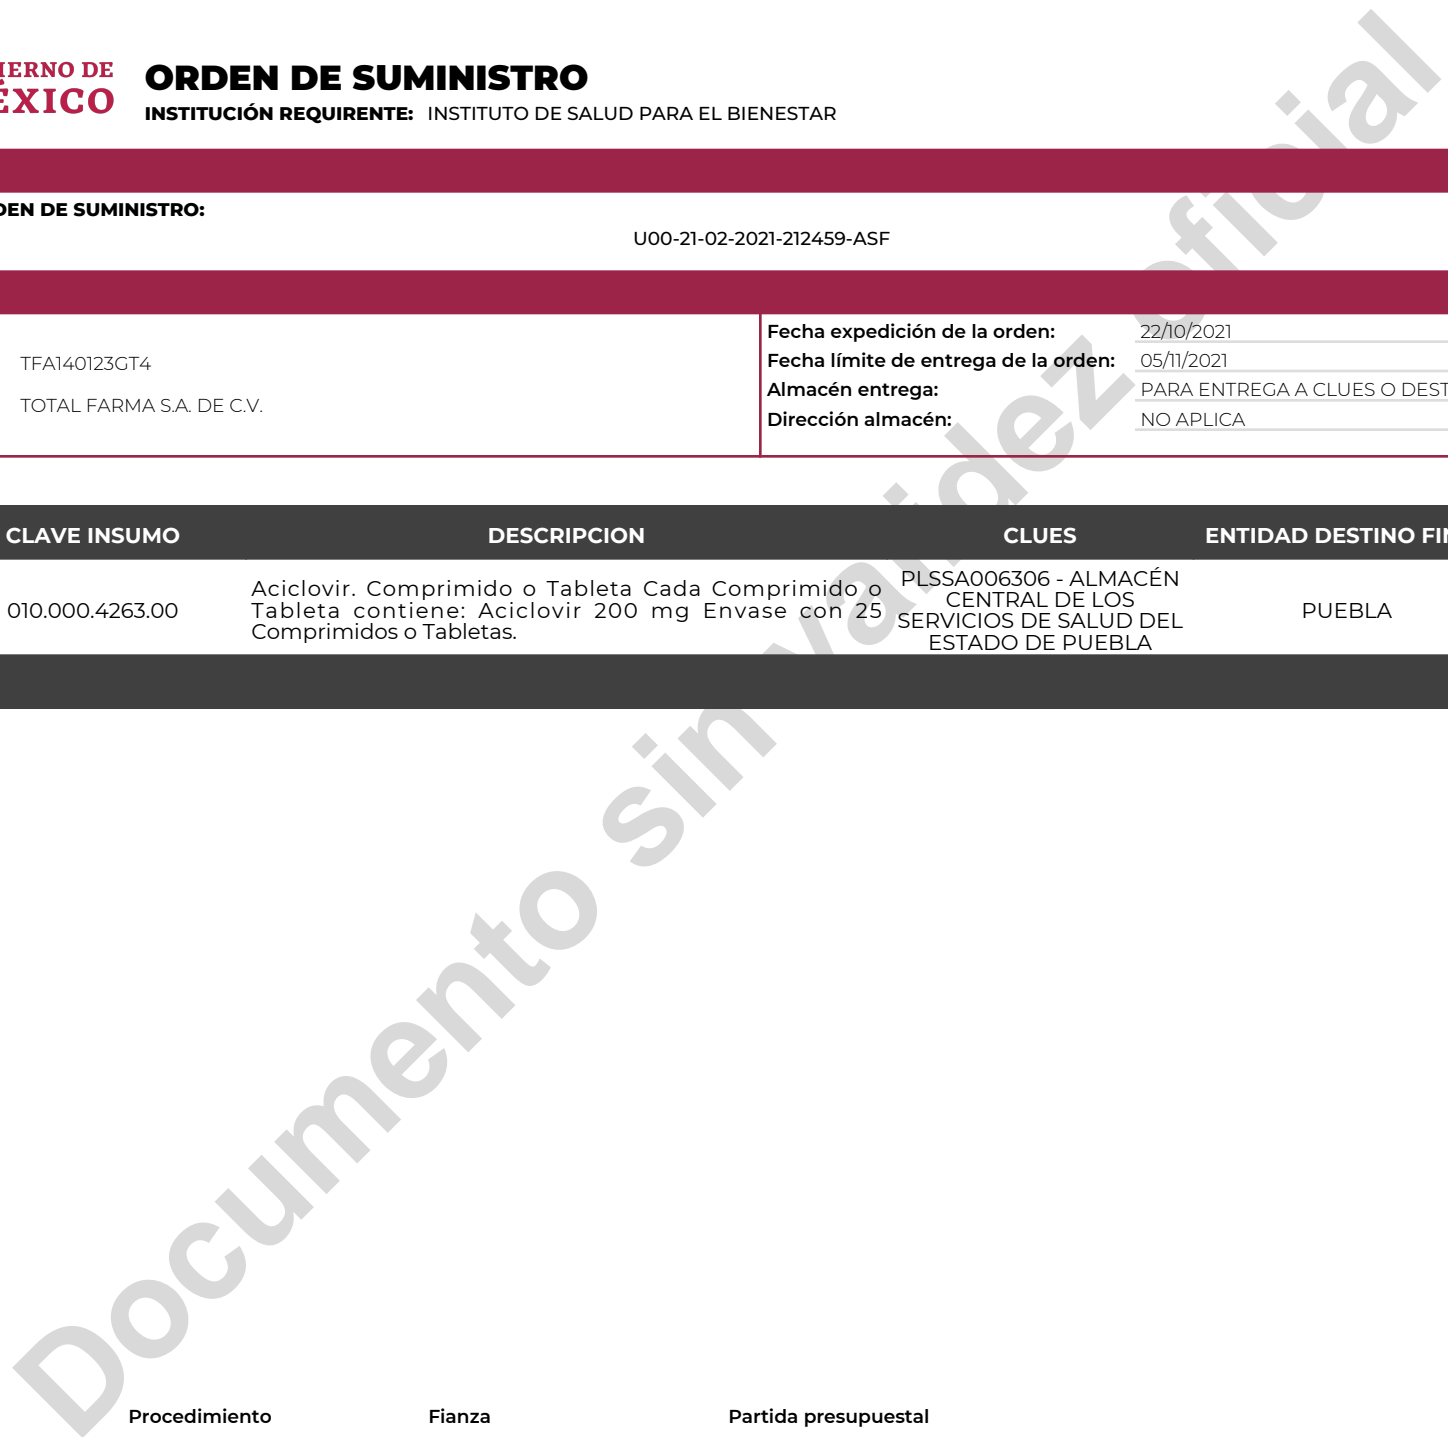 IERNO DE
ÉXICO
ORDEN DE SUMINISTRO
INSTITUCIÓN REQUIRENTE: INSTITUTO DE SALUD PARA EL BIENESTAR
DEN DE SUMINISTRO:
U00-21-02-2021-212459-ASF
TFA140123GT4
TOTAL FARMA S.A. DE C.V.
Fecha expedición de la orden: 22/10/2021
Fecha límite de entrega de la orden: 05/11/2021
Almacén entrega: PARA ENTREGA A CLUES O DEST
Dirección almacén: NO APLICA
CLAVE INSUMO DESCRIPCION CLUES ENTIDAD DESTINO FIN
010.000.4263.00
Aciclovir. Comprimido o Tableta Cada Comprimido o
Tableta contiene: Aciclovir 200 mg Envase con 25
Comprimidos o Tabletas.
PLSSA006306 - ALMACÉN
CENTRAL DE LOS
SERVICIOS DE SALUD DEL
ESTADO DE PUEBLA
PUEBLA
Documento sin validez oficial
Procedimiento Fianza Partida presupuestal